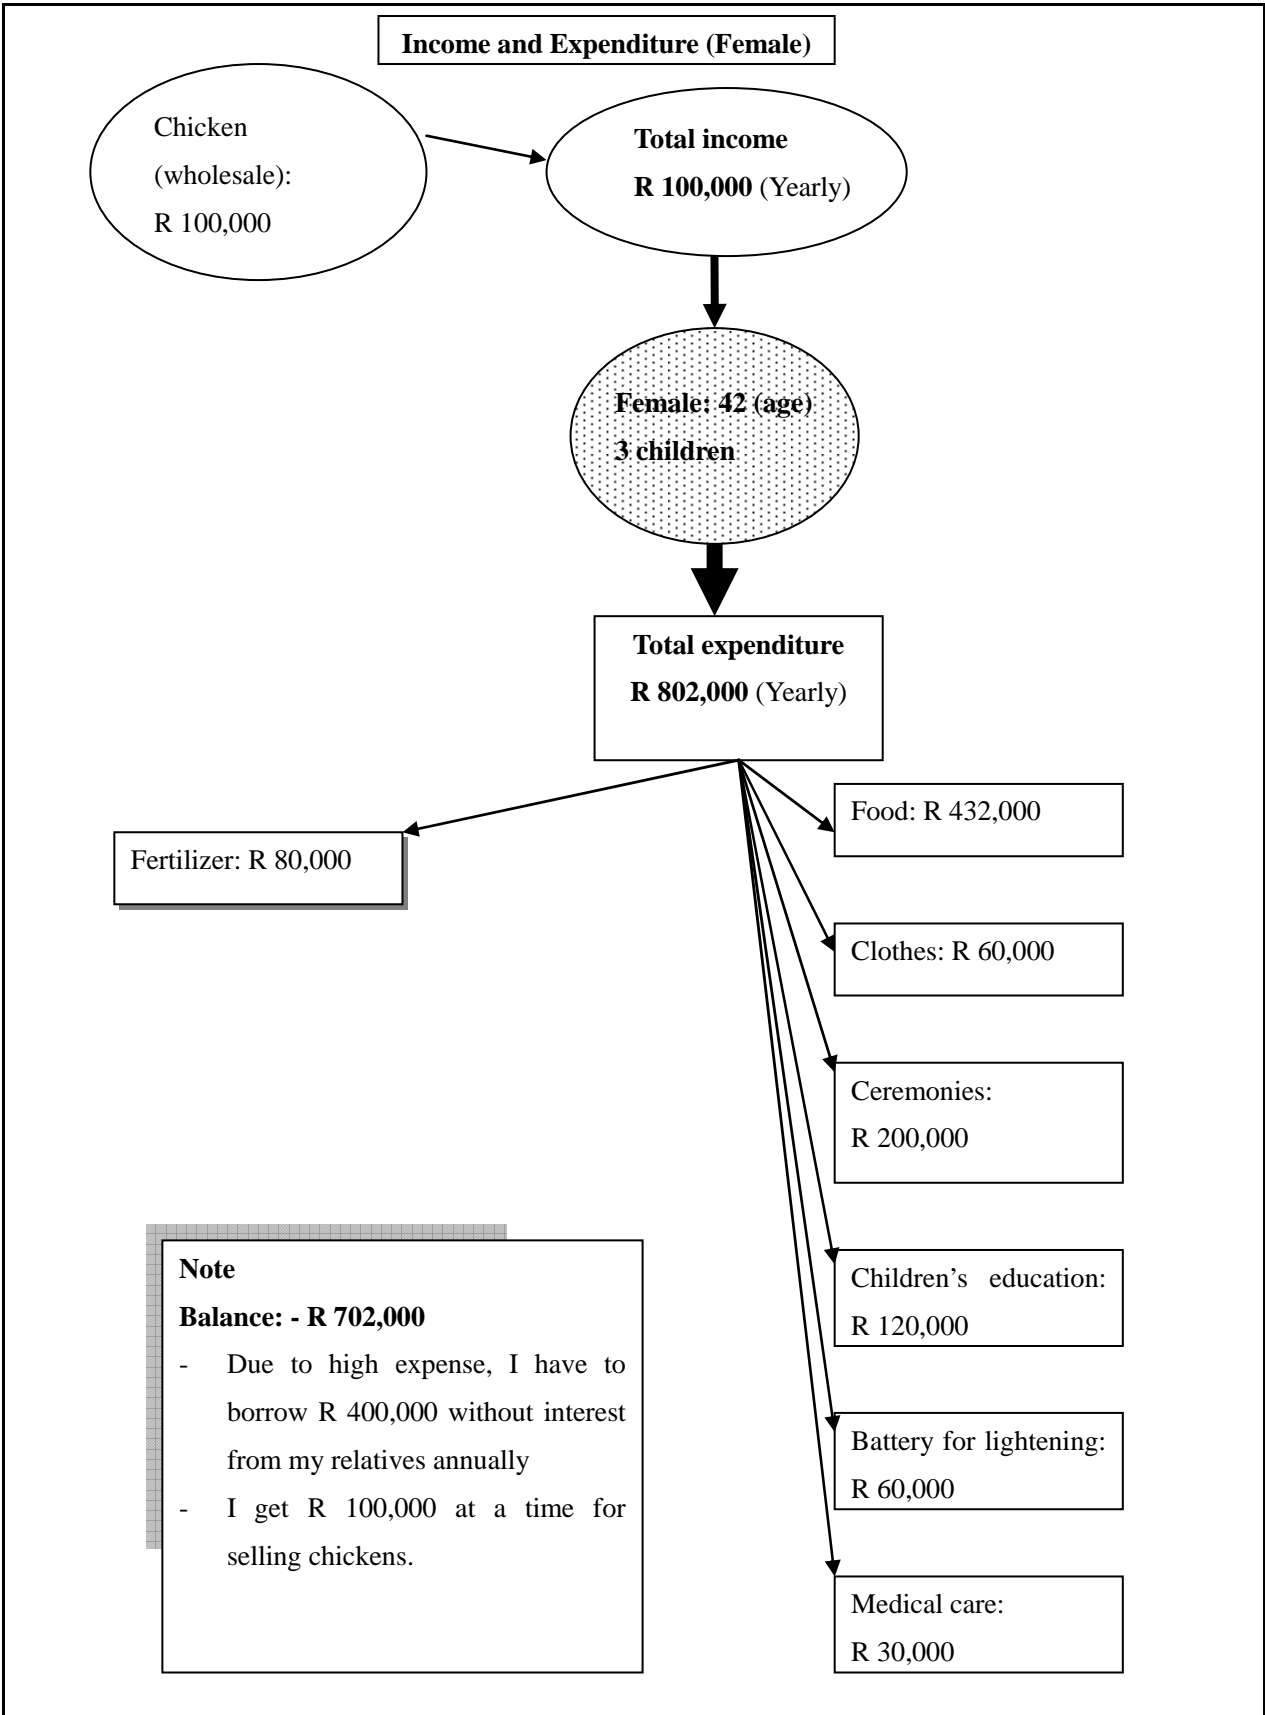 Income and Expenditure (Female)
Chicken
(wholesale):
R 100,000
Total income
R 100,000 (Yearly)
Female: 42 (age)
3 children
Total expenditure
R 802,000 (Yearly)
Fertilizer: R 80,000
Food: R 432,000
Clothes: R 60,000
Ceremonies:
R 200,000
Children's education:
R 120,000
Battery for lightening:
R 60,000
Medical care:
R 30,000
Note
Balance: - R 702,000
- Due to high expense, I have to
borrow R 400,000 without interest
from my relatives annually
- I get R 100,000 at a time for
selling chickens.